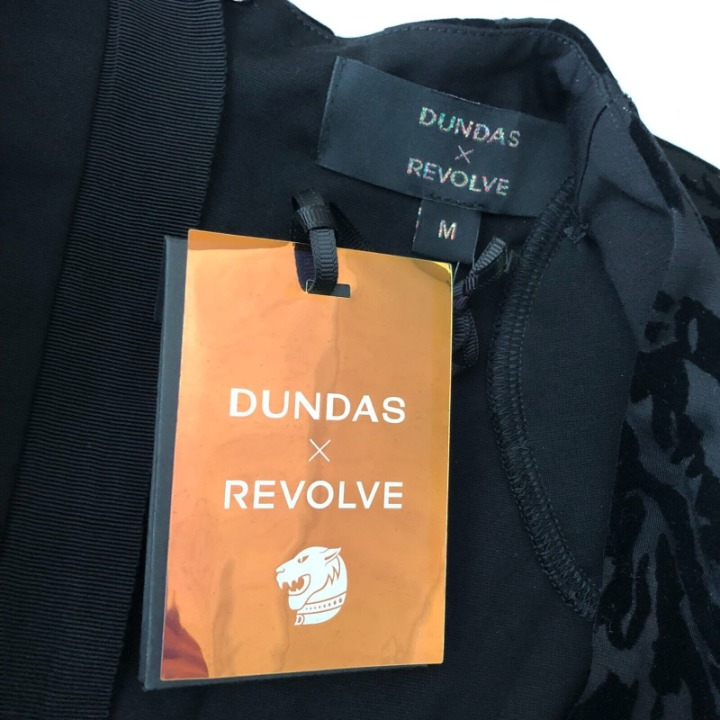 DUNDAS
×
REVOLVE
M
DUNDAS
×
REVOLVE
D